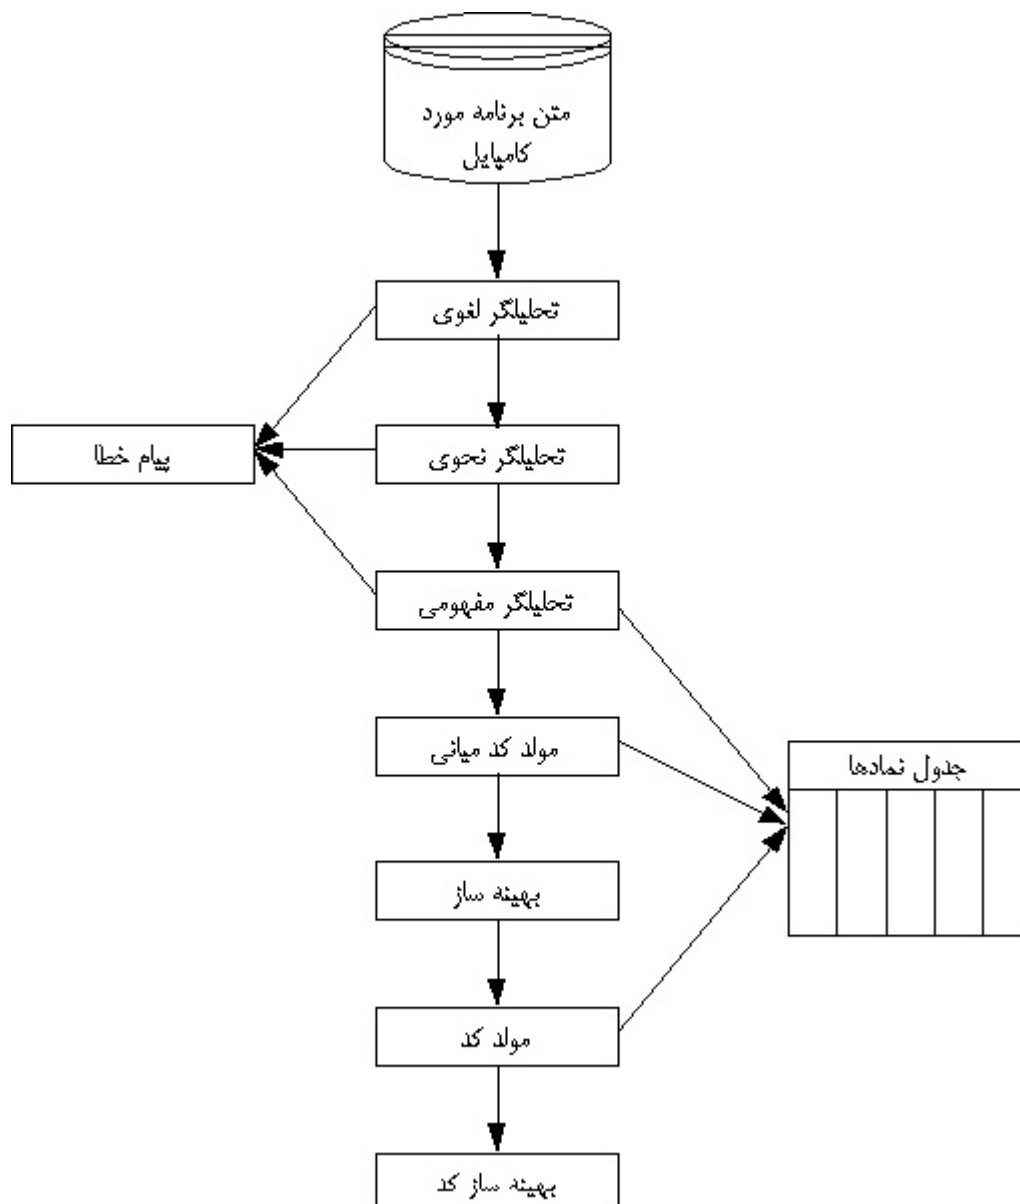 متن برنامه مورد
کامپایل
تحلیلگر لغوی
تحلیلگر نحوی
پیام خطا
تحلیلگر مفهومی
مولد کد میانی
جدول نمادها
بهینه ساز
مولد کد
بهینه ساز کد